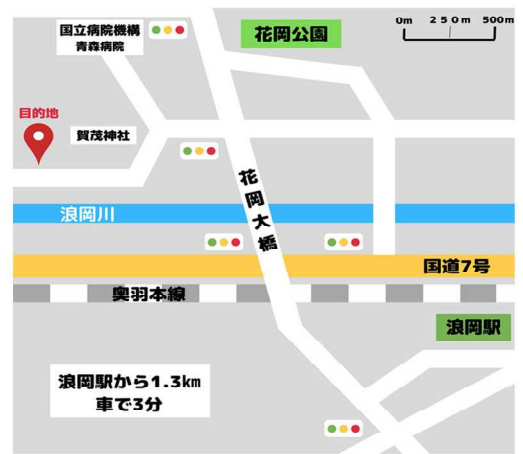 国立病院機構
青森病院
花岡公園
0m 250m 500m
目的地
賀茂神社
花岡大橋
浪岡川
国道7号
奥羽本線
浪岡駅
浪岡駅から1.3km
車で3分